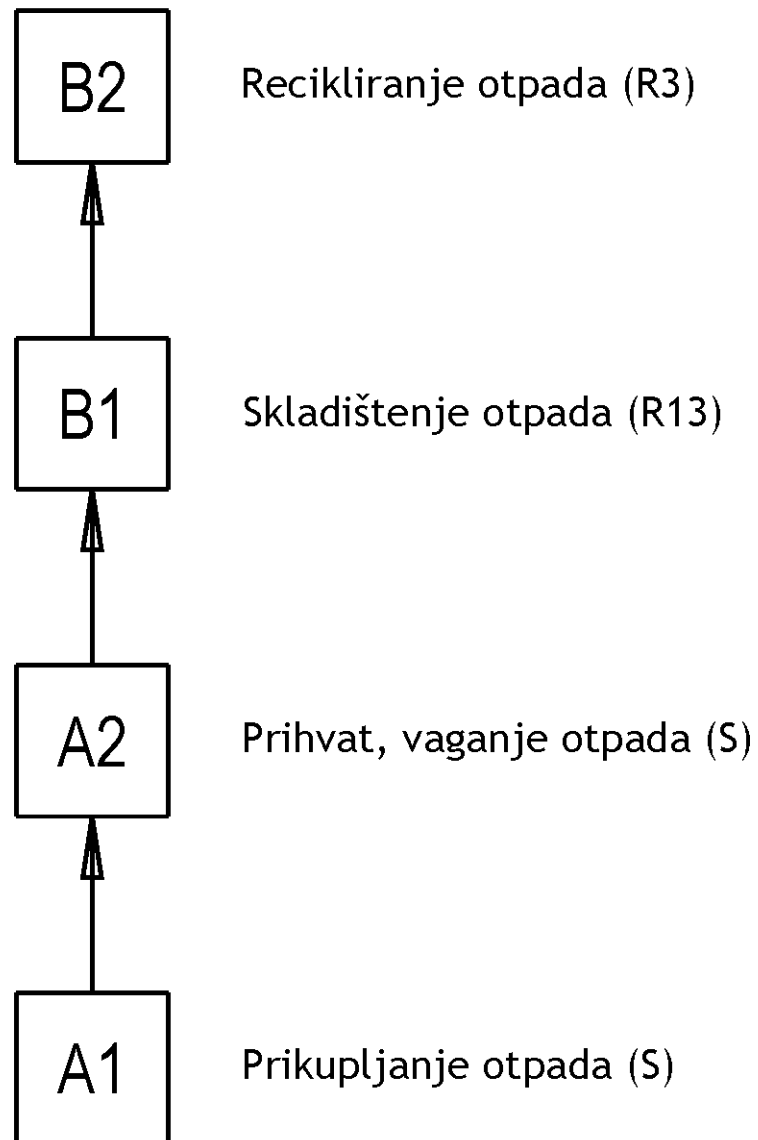 B2 Recikliranje otpada (R3)
B1 Skladištenje otpada (R13)
A2 Prihvat, vaganje otpada (S)
A1 Prikupljanje otpada (S)